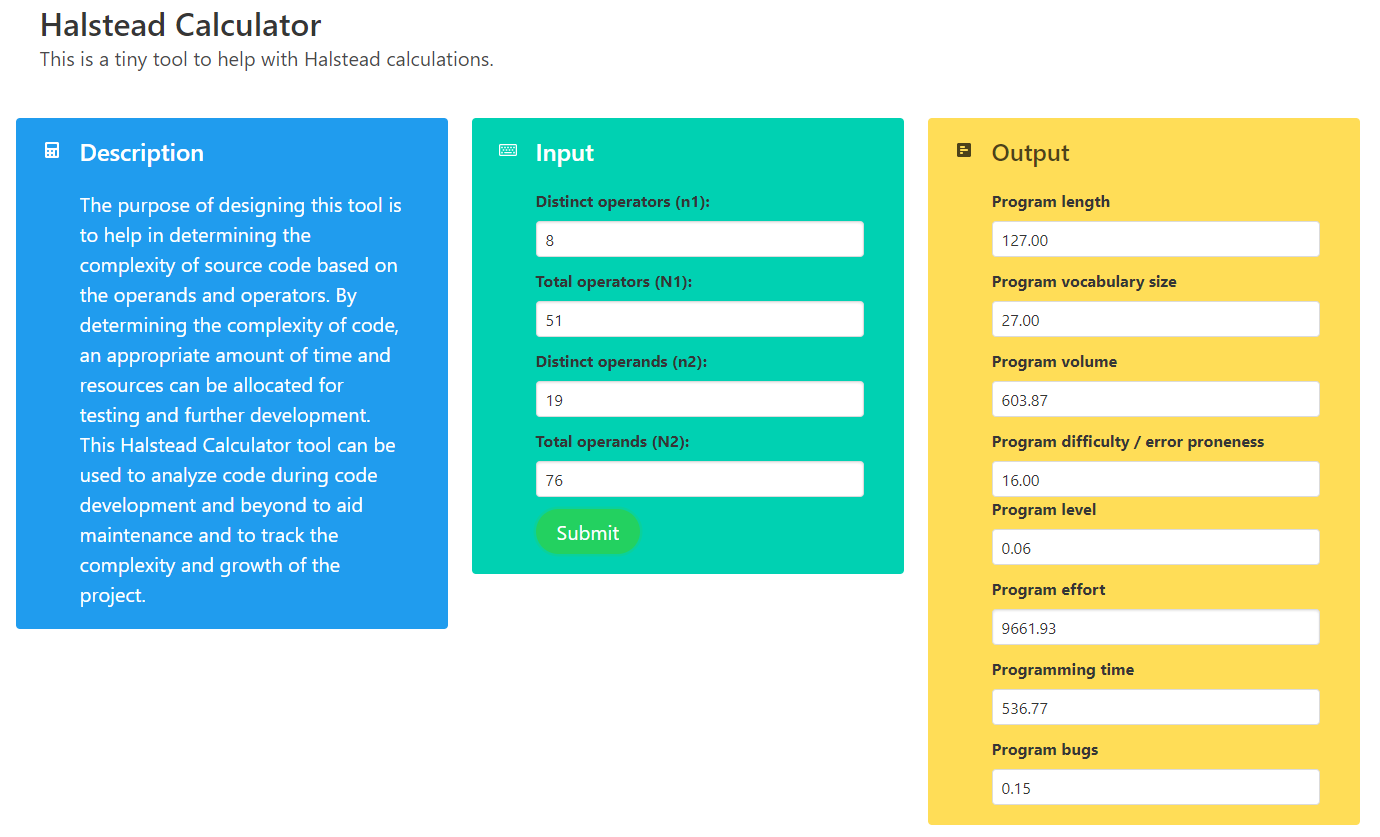 Halstead Calculator
This is a tiny tool to help with Halstead calculations.
Description
The purpose of designing this tool is
to help in determining the
complexity of source code based on
the operands and operators. By
determining the complexity of code,
an appropriate amount of time and
resources can be allocated for
testing and further development.
This Halstead Calculator tool can be
used to analyze code during code
development and beyond to aid
maintenance and to track the
complexity and growth of the
project.
Input
Distinct operators (n1):
8
Total operators (N1):
51
Distinct operands (n2):
19
Total operands (N2):
76
Submit
Output
Program length
127.00
Program vocabulary size
27.00
Program volume
603.87
Program difficulty / error proneness
16.00
Program level
0.06
Program effort
9661.93
Programming time
536.77
Program bugs
0.15